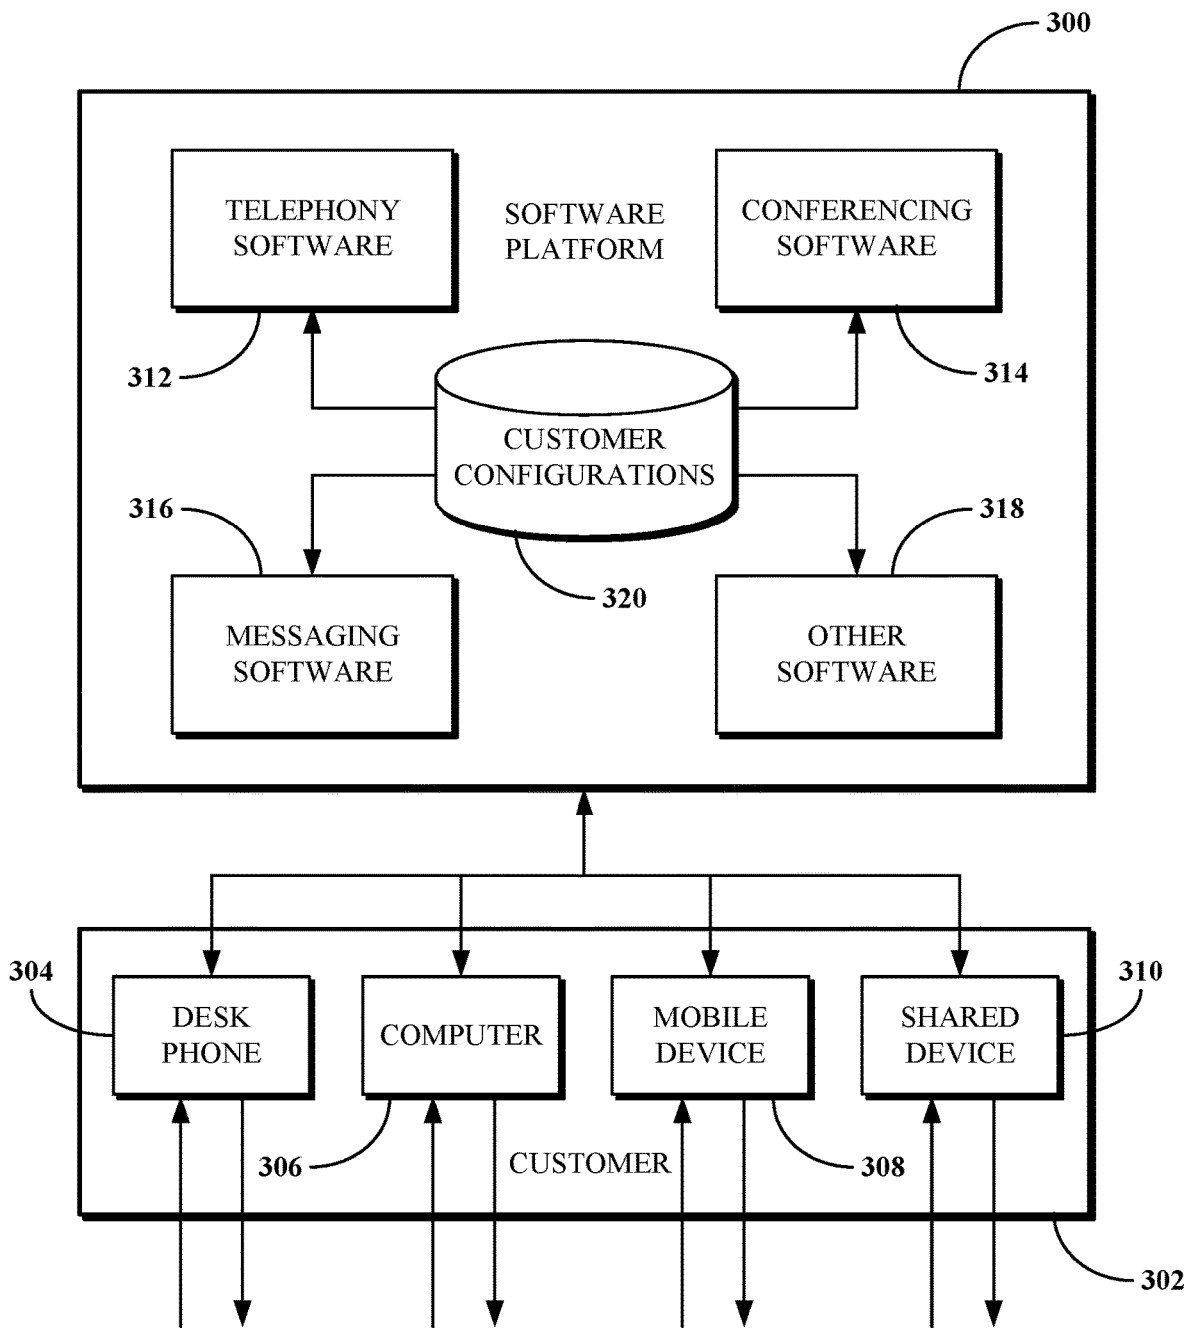 300
TELEPHONY
SOFTWARE
SOFTWARE
PLATFORM
CONFERENCING
SOFTWARE
312
314
CUSTOMER
CONFIGURATIONS
316
318
320
MESSAGING
SOFTWARE
OTHER
SOFTWARE
304
310
DESK
PHONE
COMPUTER
MOBILE
DEVICE
SHARED
DEVICE
306
CUSTOMER
308
302